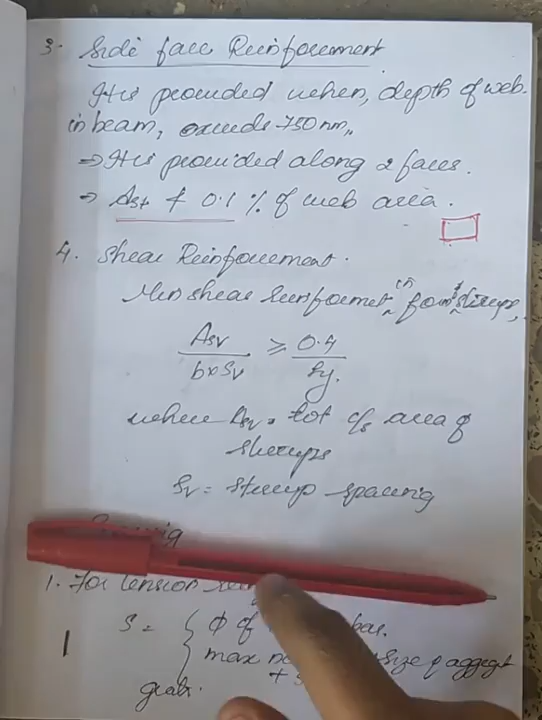 3. Side face Reinforcement
It is provided when, depth of web
in beam, exceeds 750 mm,,
→ It is provided along 2 faces.
→ Ast ≮ 0.1 % of web area.
4. Shear Reinforcement.
Min shear reinforcement in form of stirrups,
Asv / b×Sv ≥ 0.4 / fy.
where Asv = tot c/s area of
stirrups
Sv = stirrup spacing
1. For tension
S = { φ of bar.
max size of aggegt
+ 5
greater.